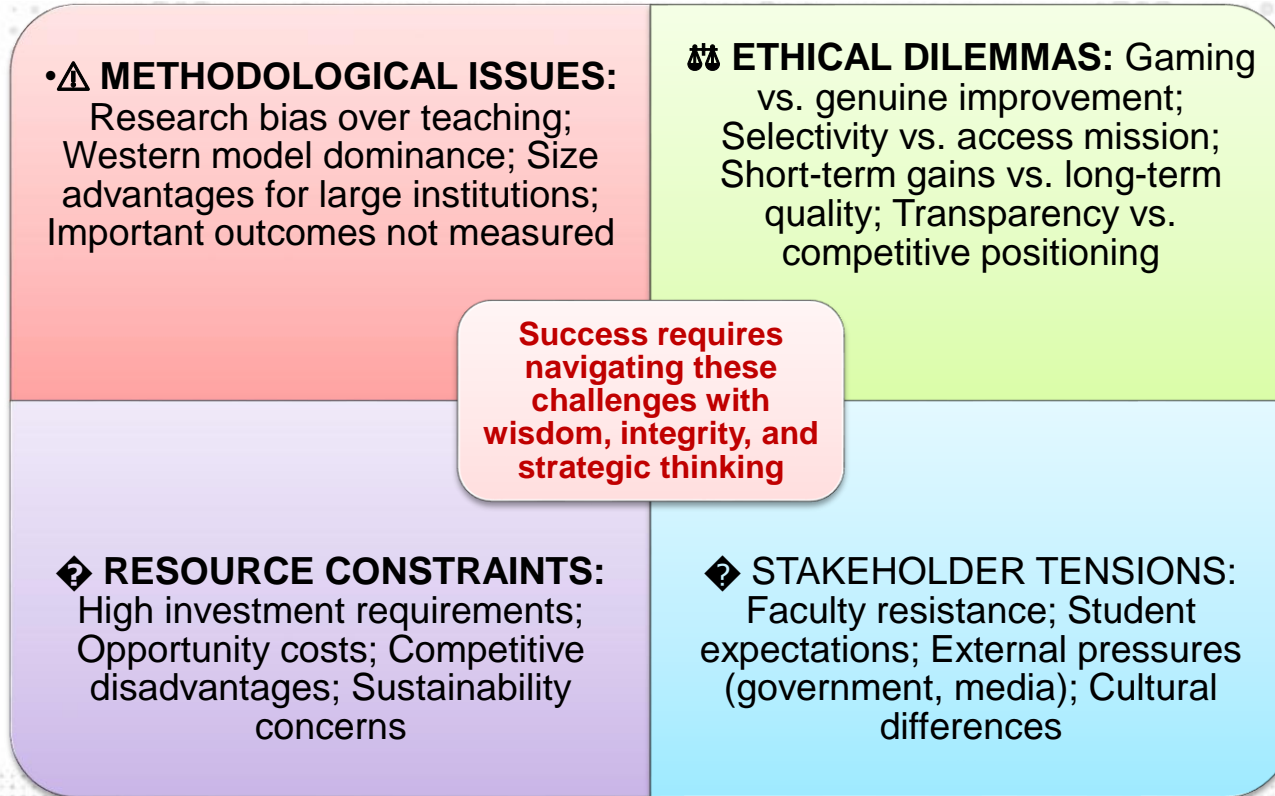 •⚠ METHODOLOGICAL ISSUES:
Research bias over teaching;
Western model dominance; Size
advantages for large institutions;
Important outcomes not measured
⚖ ETHICAL DILEMMAS: Gaming
vs. genuine improvement;
Selectivity vs. access mission;
Short-term gains vs. long-term
quality; Transparency vs.
competitive positioning
Success requires
navigating these
challenges with
wisdom, integrity, and
strategic thinking
� RESOURCE CONSTRAINTS:
High investment requirements;
Opportunity costs; Competitive
disadvantages; Sustainability
concerns
� STAKEHOLDER TENSIONS:
Faculty resistance; Student
expectations; External pressures
(government, media); Cultural
differences